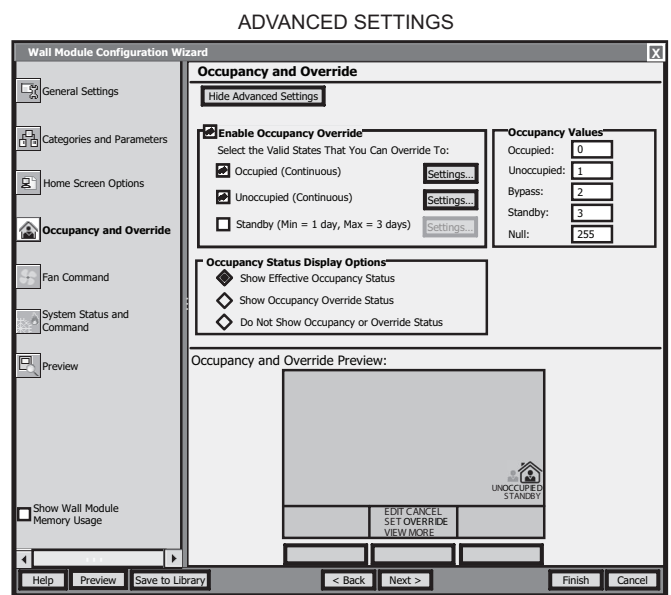 ADVANCED SETTINGS
Wall Module Configuration Wizard
X
General Settings
Categories and Parameters
Home Screen Options
Occupancy and Override
Fan Command
System Status and
Command
Preview
Show Wall Module
Memory Usage
Occupancy and Override
Hide Advanced Settings
Enable Occupancy Override
Select the Valid States That You Can Override To:
Occupied (Continuous)
Settings...
Unoccupied (Continuous)
Settings...
Standby (Min = 1 day, Max = 3 days)
Settings...
Occupancy Values
Occupied: 0
Unoccupied: 1
Bypass: 2
Standby: 3
Null: 255
Occupancy Status Display Options
Show Effective Occupancy Status
Show Occupancy Override Status
Do Not Show Occupancy or Override Status
Occupancy and Override Preview:
UNOCCUPIED
STANDBY
EDIT CANCEL
SET OVERRIDE
VIEW MORE
Help
Preview
Save to Library
< Back
Next >
Finish
Cancel